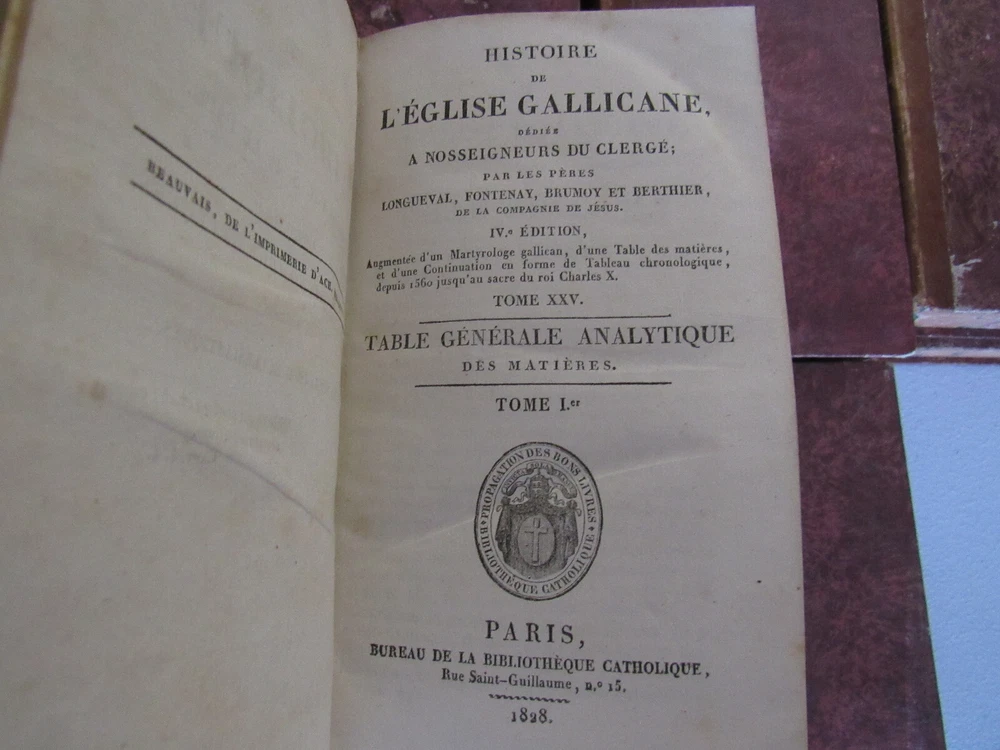 BEAUVAIS, DE L'IMPRIMERIE D'ACH.
HISTOIRE
DE
L'ÉGLISE GALLICANE,
DÉDIÉE
A NOSSEIGNEURS DU CLERGÉ;
PAR LES PÈRES
LONGUEVAL, FONTENAY, BRUMOY ET BERTHIER,
DE LA COMPAGNIE DE JÉSUS.
IV.e ÉDITION,
Augmentée d'un Martyrologe gallican, d'une Table des matières,
et d'une Continuation en forme de Tableau chronologique,
depuis 1560 jusqu'au sacre du roi Charles X.
TOME XXV.
TABLE GÉNÉRALE ANALYTIQUE
DES MATIÈRES.
TOME I.er
PROPAGATION DES BONS LIVRES
BIBLIOTHÈQUE CATHOLIQUE
PARIS,
BUREAU DE LA BIBLIOTHÈQUE CATHOLIQUE,
Rue Saint-Guillaume, n.o 15.
1828.